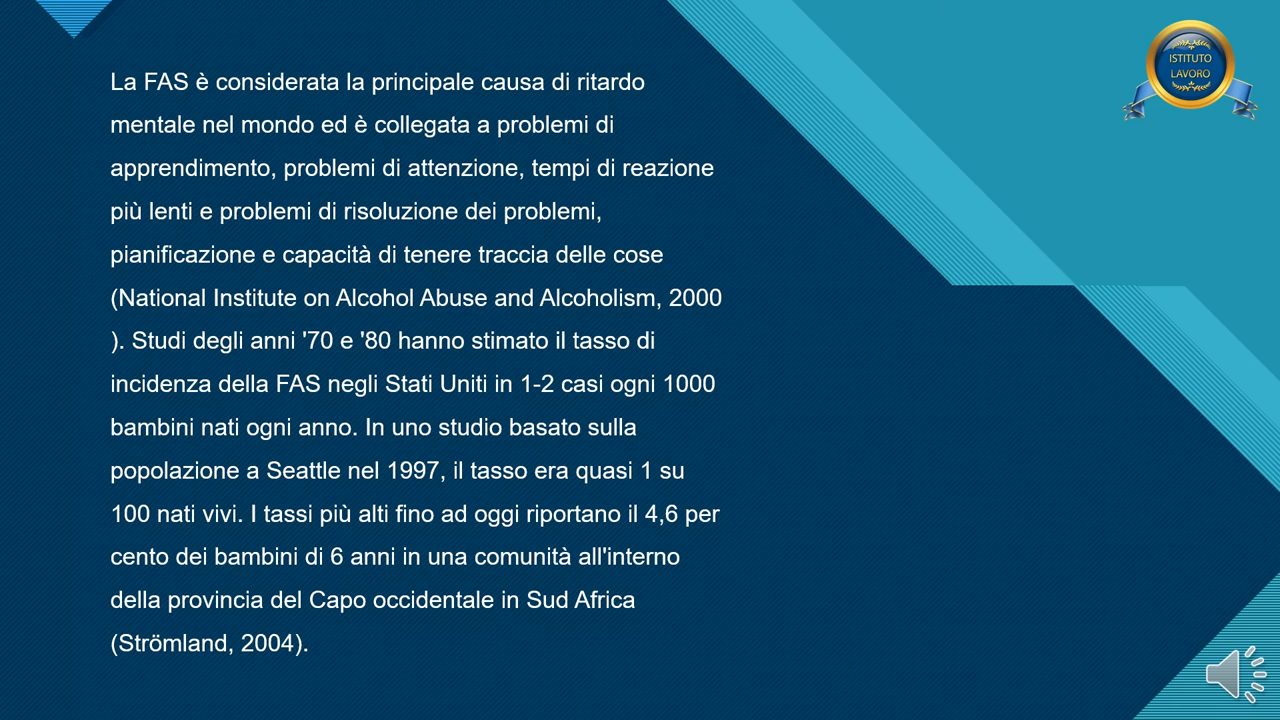 ISTITUTO
LAVORO
La FAS è considerata la principale causa di ritardo
mentale nel mondo ed è collegata a problemi di
apprendimento, problemi di attenzione, tempi di reazione
più lenti e problemi di risoluzione dei problemi,
pianificazione e capacità di tenere traccia delle cose
(National Institute on Alcohol Abuse and Alcoholism, 2000
). Studi degli anni '70 e '80 hanno stimato il tasso di
incidenza della FAS negli Stati Uniti in 1-2 casi ogni 1000
bambini nati ogni anno. In uno studio basato sulla
popolazione a Seattle nel 1997, il tasso era quasi 1 su
100 nati vivi. I tassi più alti fino ad oggi riportano il 4,6 per
cento dei bambini di 6 anni in una comunità all'interno
della provincia del Capo occidentale in Sud Africa
(Strömland, 2004).